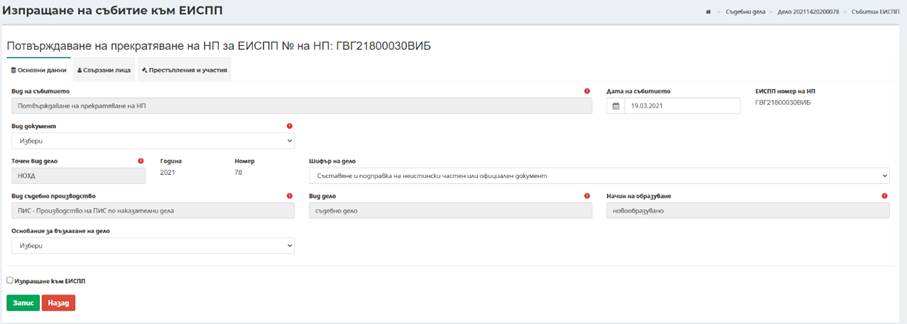 Изпращане на събитие към ЕИСПП
Съдебни дела
Дело 20211420200078
Събития ЕИСПП
Потвърждаване на прекратяване на НП за ЕИСПП № на НП: ГВГ21800030ВИБ
Основни данни
Свързани лица
Престъпления и участия
Вид на събитието
Дата на събитието
ЕИСПП номер на НП
Потвърждаване на прекратяване на НП
19.03.2021
ГВГ21800030ВИБ
Вид документ
Избери
Точен вид дело
Година
Номер
Шифър на дело
НОХД
2021
78
Съставяне и подправка на неистински частен или официален документ
Вид съдебно производство
Вид дело
Начин на образуване
ПИС - Производство на ПИС по наказателни дела
съдебно дело
новообразувано
Основание за възлагане на дело
Избери
Изпращане към ЕИСПП
Запис
Назад